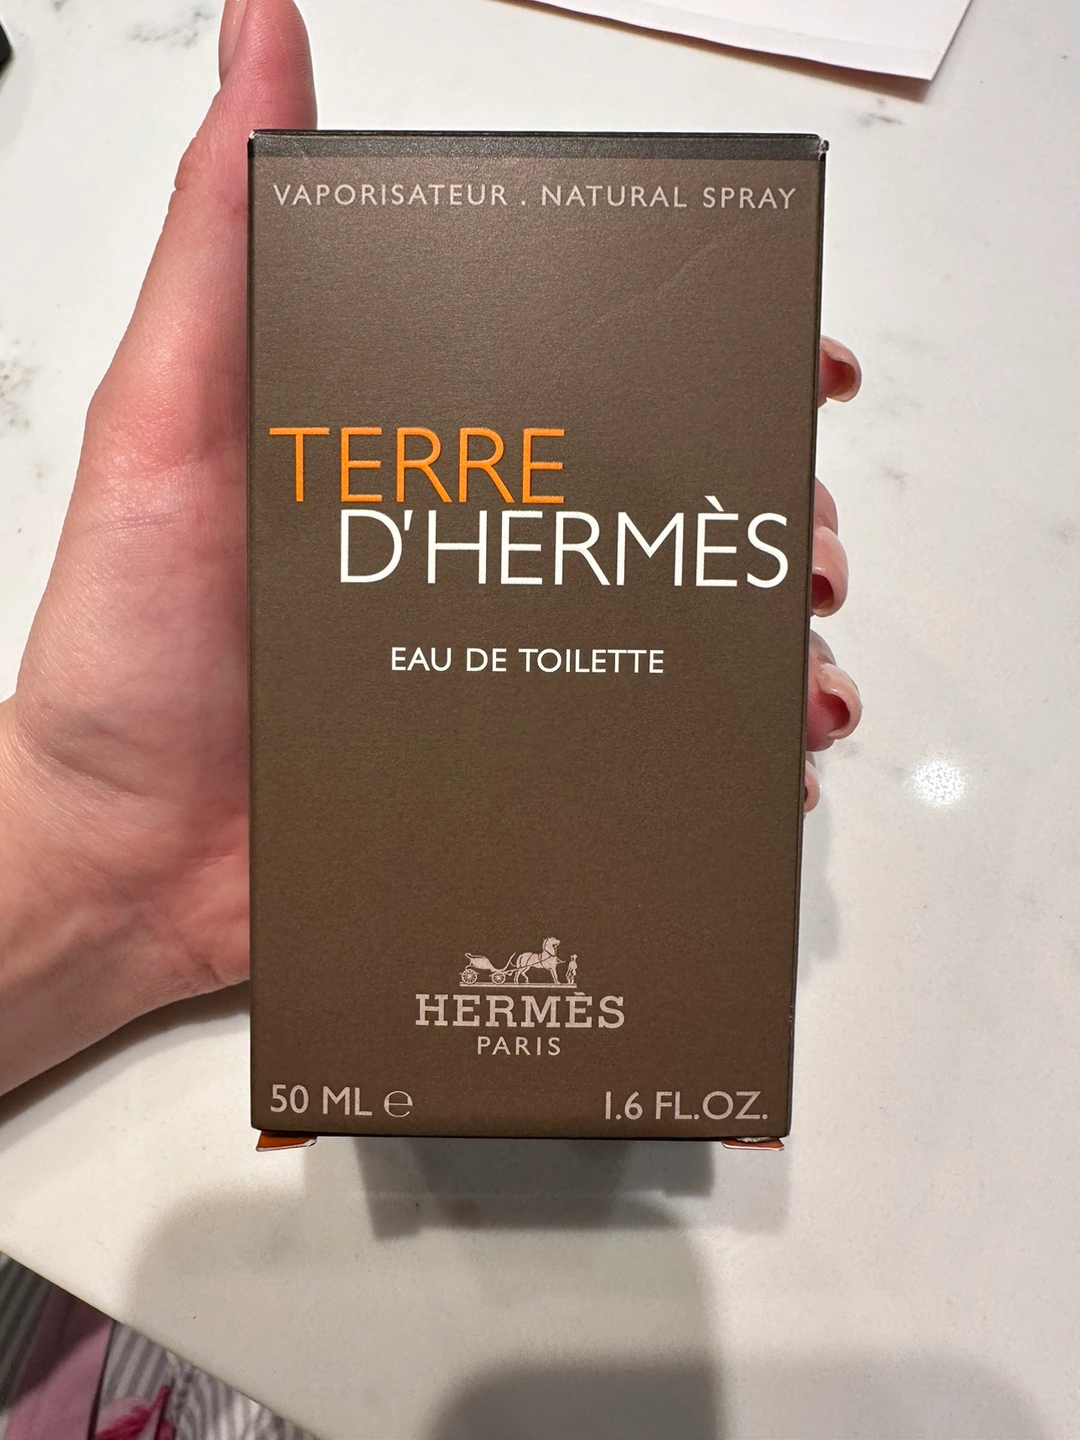 VAPORISATEUR . NATURAL SPRAY
TERRE
D'HERMÈS
EAU DE TOILETTE
HERMÈS
PARIS
50 ML ℮ 1.6 FL.OZ.